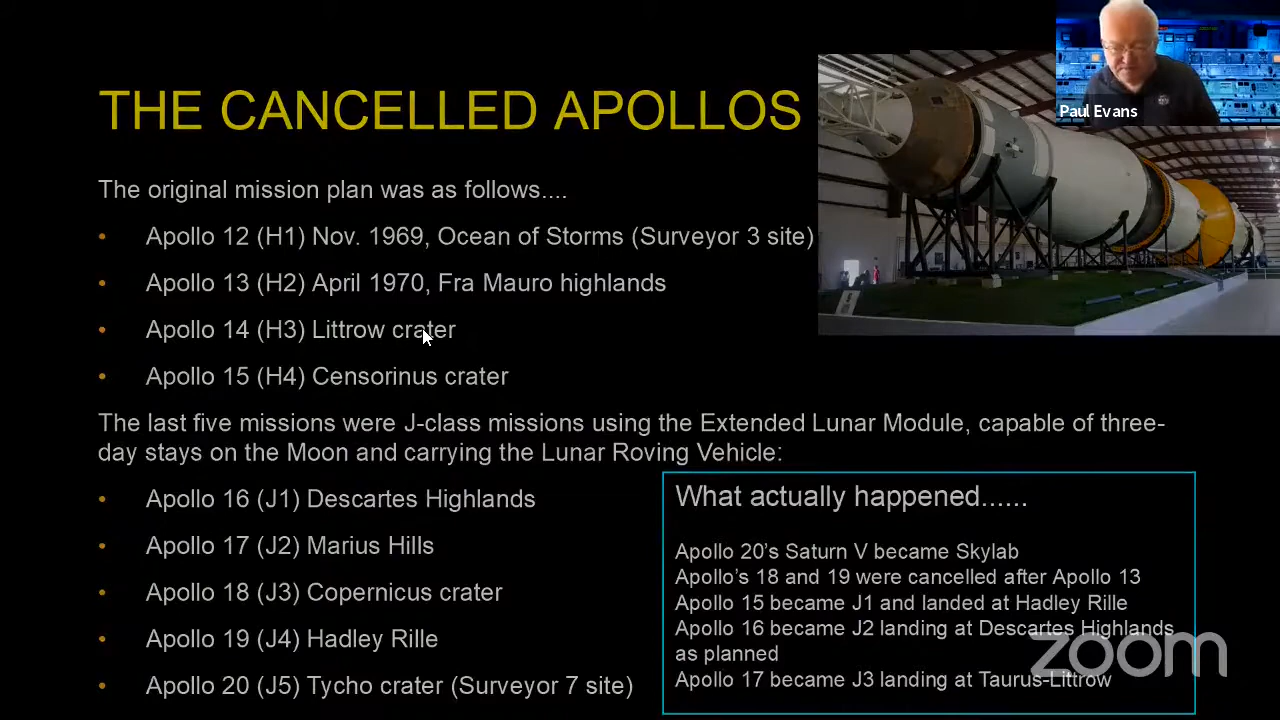 Paul Evans
THE CANCELLED APOLLOS
The original mission plan was as follows....
• Apollo 12 (H1) Nov. 1969, Ocean of Storms (Surveyor 3 site)
• Apollo 13 (H2) April 1970, Fra Mauro highlands
• Apollo 14 (H3) Littrow crater
• Apollo 15 (H4) Censorinus crater
The last five missions were J-class missions using the Extended Lunar Module, capable of three-
day stays on the Moon and carrying the Lunar Roving Vehicle:
• Apollo 16 (J1) Descartes Highlands
• Apollo 17 (J2) Marius Hills
• Apollo 18 (J3) Copernicus crater
• Apollo 19 (J4) Hadley Rille
• Apollo 20 (J5) Tycho crater (Surveyor 7 site)
What actually happened......
Apollo 20's Saturn V became Skylab
Apollo's 18 and 19 were cancelled after Apollo 13
Apollo 15 became J1 and landed at Hadley Rille
Apollo 16 became J2 landing at Descartes Highlands
as planned
Apollo 17 became J3 landing at Taurus-Littrow
zoom